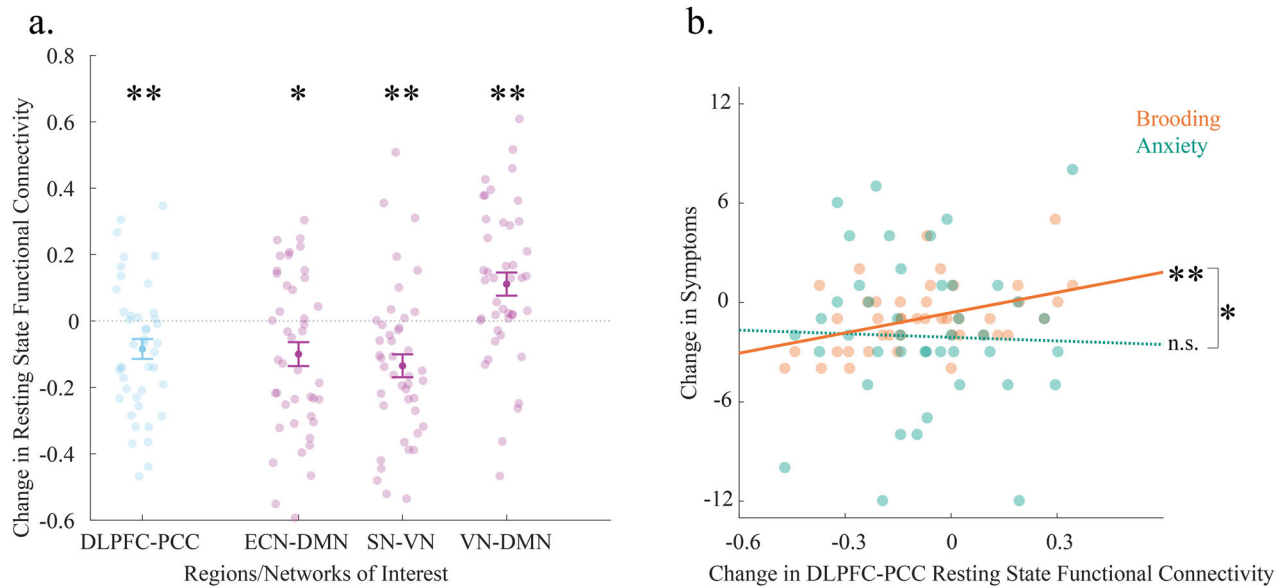 a.
Change in Resting State Functional Connectivity
0.8
0.6
0.4
0.2
0
-0.2
-0.4
-0.6
** * ** **
DLPFC-PCC ECN-DMN SN-VN VN-DMN
Regions/Networks of Interest
b.
Change in Symptoms
12
6
0
-6
-12
Brooding
Anxiety
**
*
n.s.
-0.6 -0.3 0 0.3
Change in DLPFC-PCC Resting State Functional Connectivity